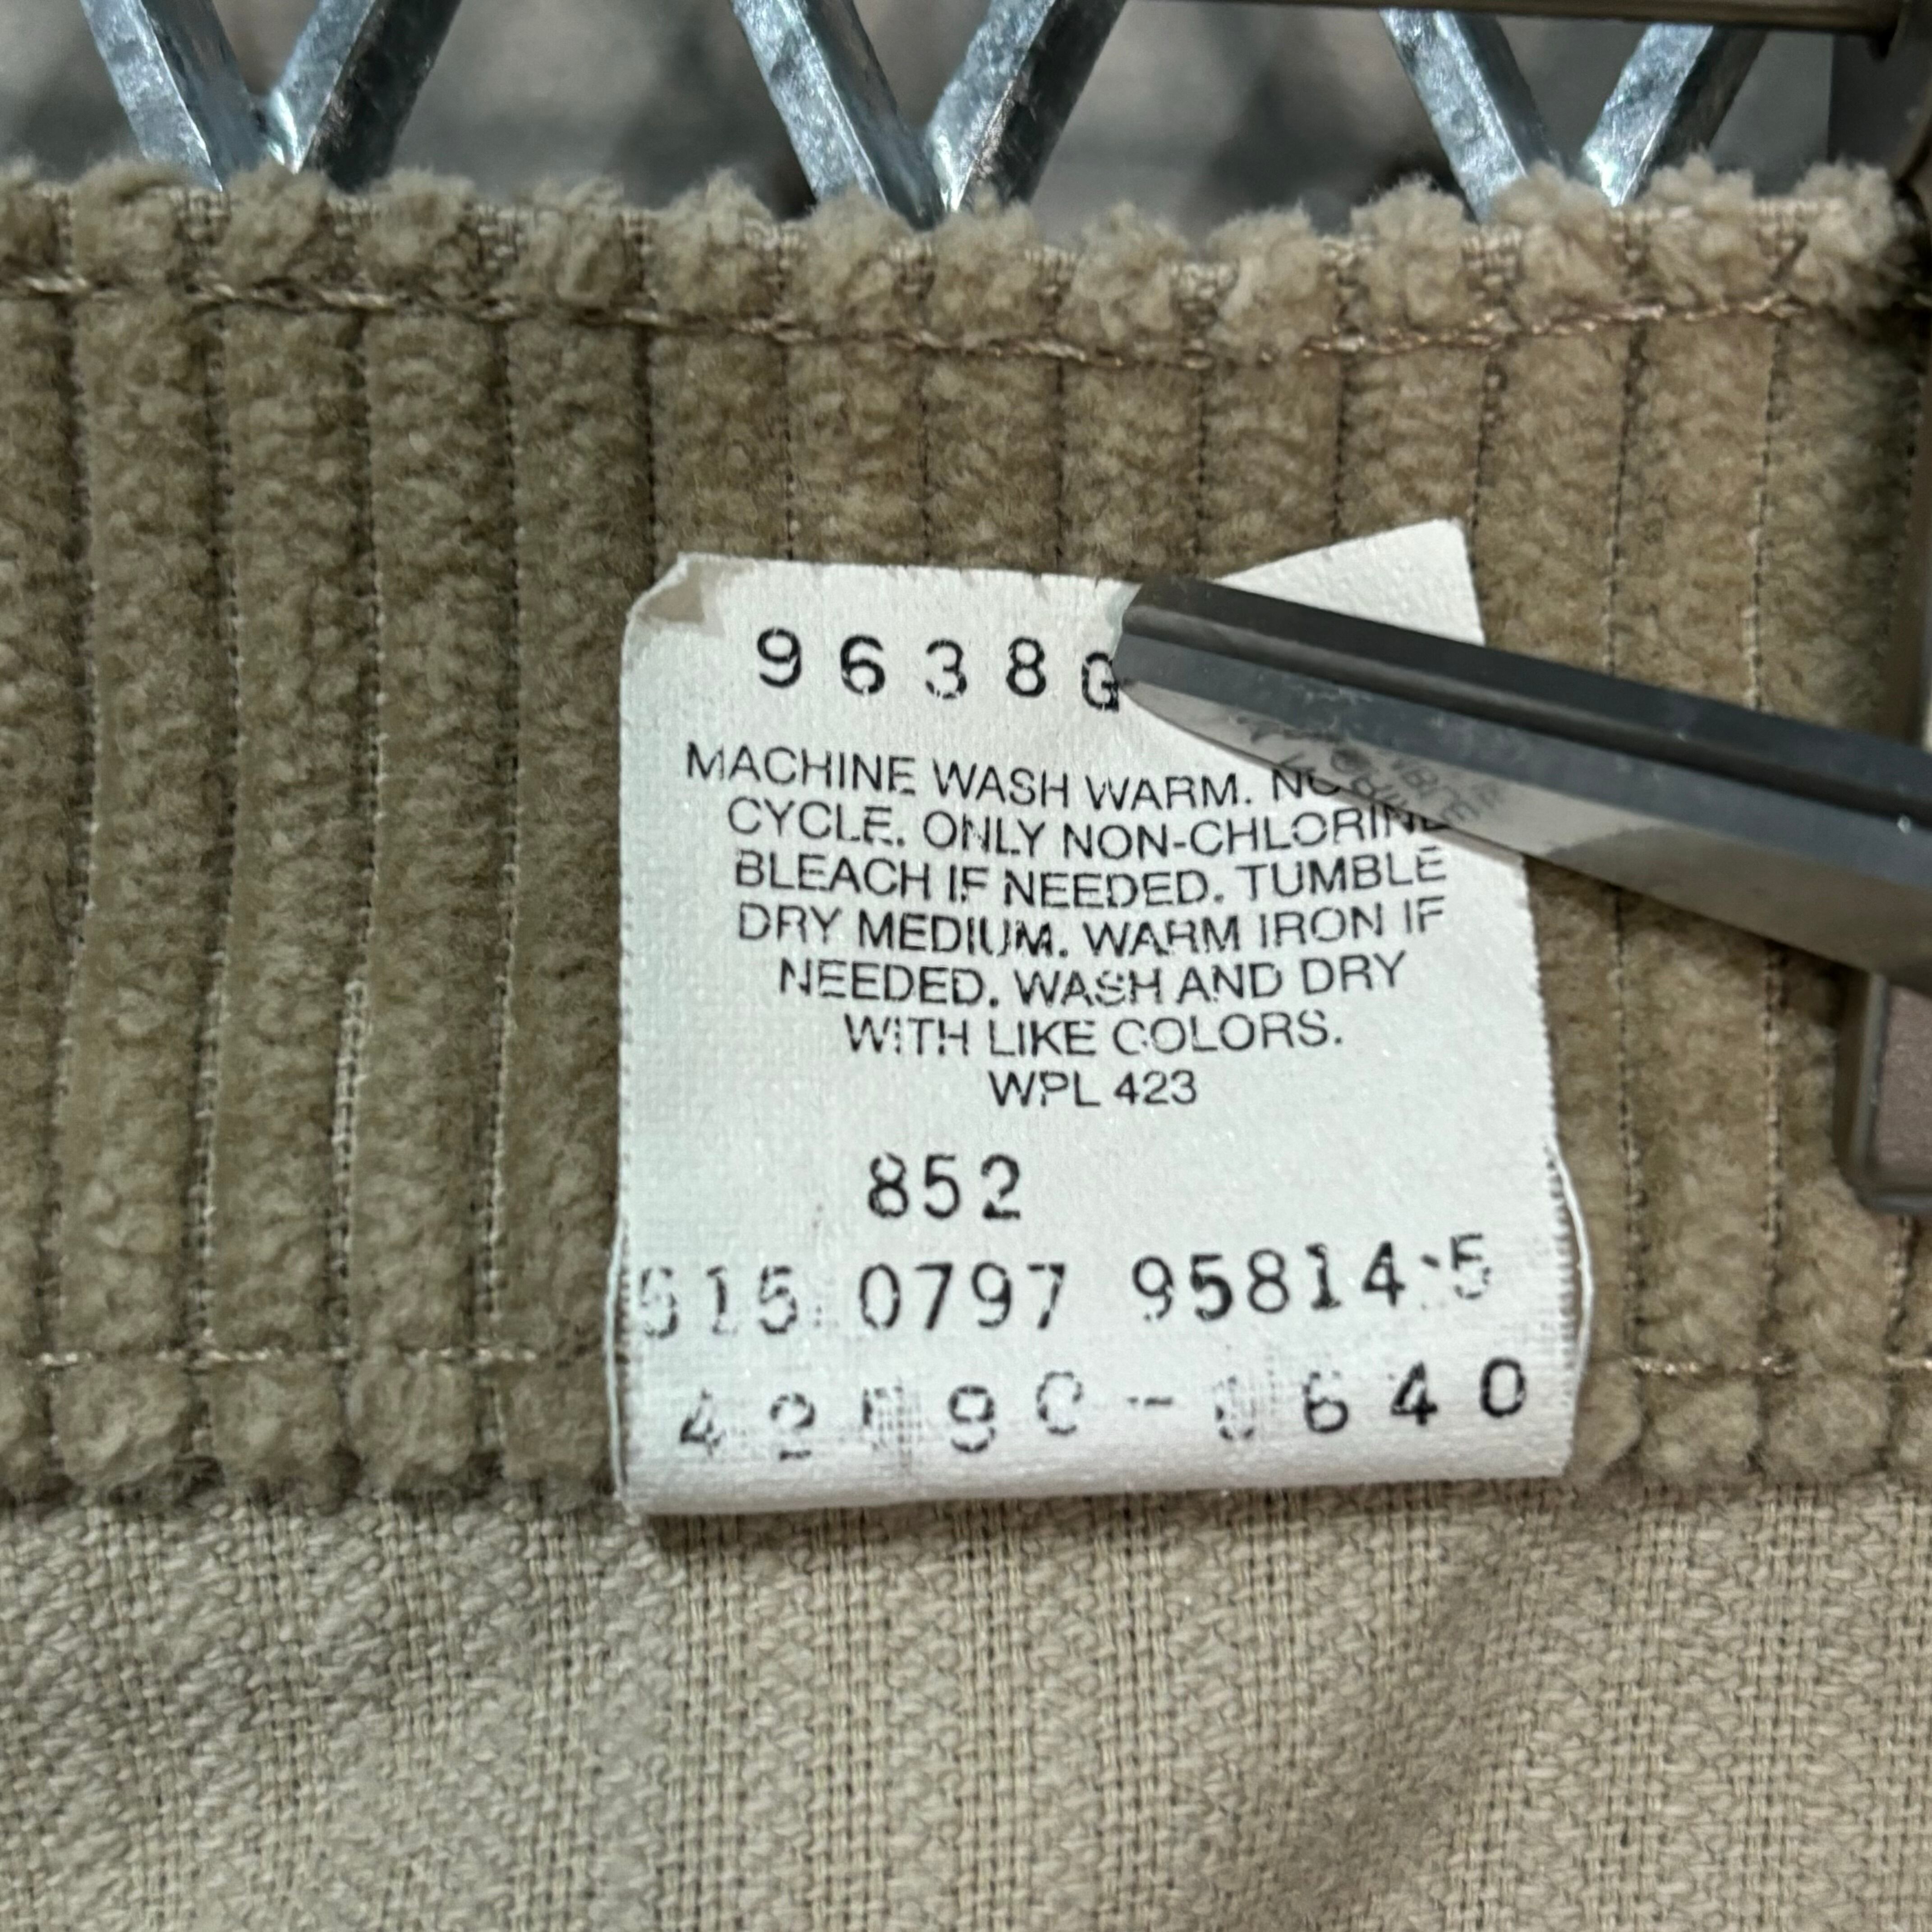 9638G
MACHINE WASH WARM.
CYCLE. ONLY NON-CHLORINE
BLEACH IF NEEDED. TUMBLE
DRY MEDIUM. WARM IRON IF
NEEDED. WASH AND DRY
WITH LIKE COLORS.
WPL 423
852
515 0797 95814-5